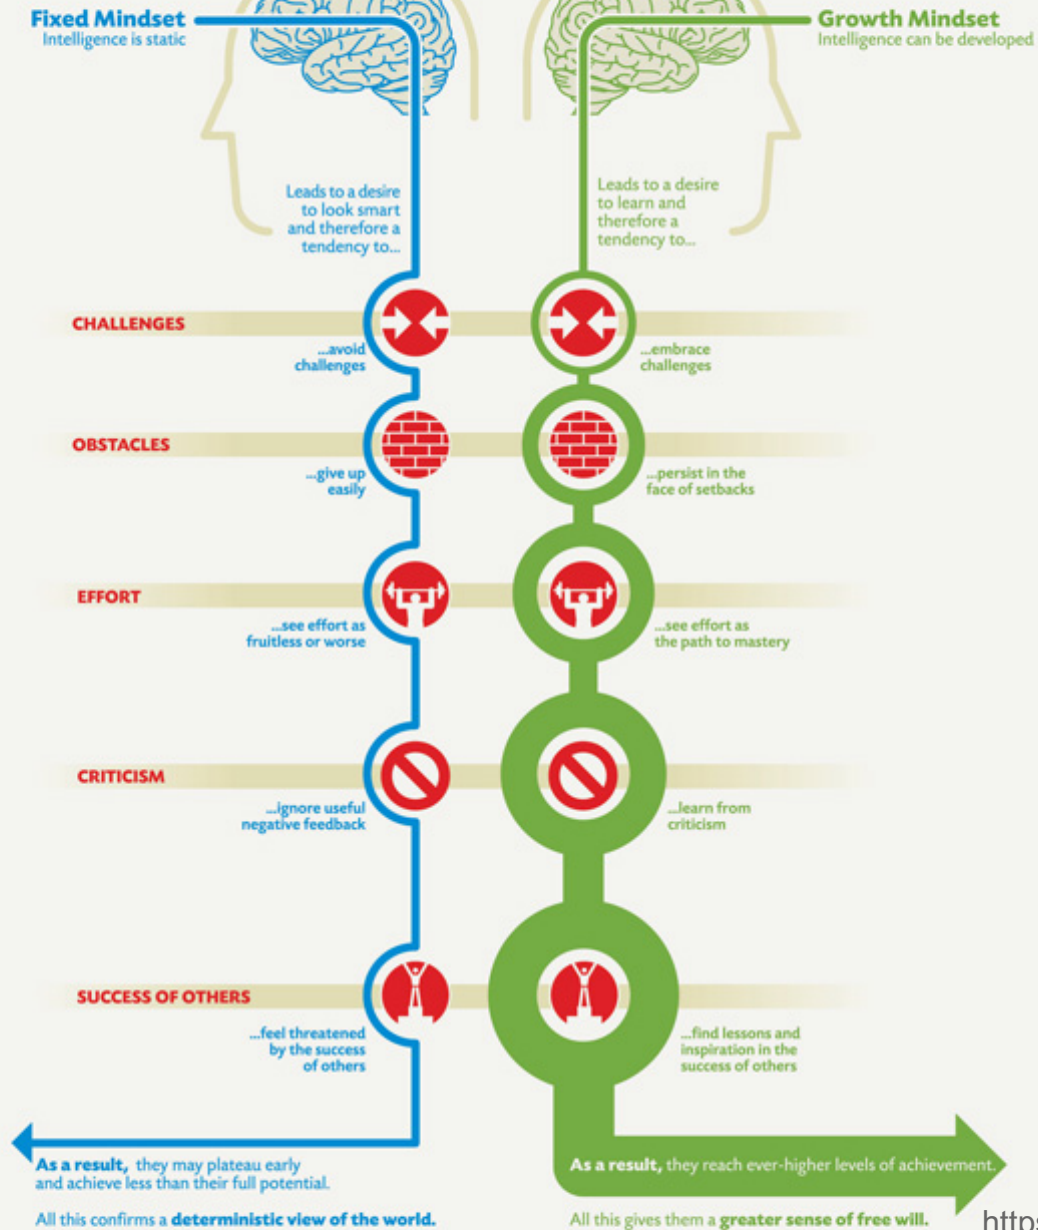 Fixed Mindset
Intelligence is static
Growth Mindset
Intelligence can be developed
Leads to a desire
to look smart
and therefore a
tendency to...
Leads to a desire
to learn and
therefore a
tendency to...
CHALLENGES
...avoid
challenges
...embrace
challenges
OBSTACLES
...give up
easily
...persist in the
face of setbacks
EFFORT
...see effort as
fruitless or worse
...see effort as
the path to mastery
CRITICISM
...ignore useful
negative feedback
...learn from
criticism
SUCCESS OF OTHERS
...feel threatened
by the success
of others
...find lessons and
inspiration in the
success of others
As a result, they may plateau early
and achieve less than their full potential.
All this confirms a deterministic view of the world.
As a result, they reach ever-higher levels of achievement.
All this gives them a greater sense of free will.
https